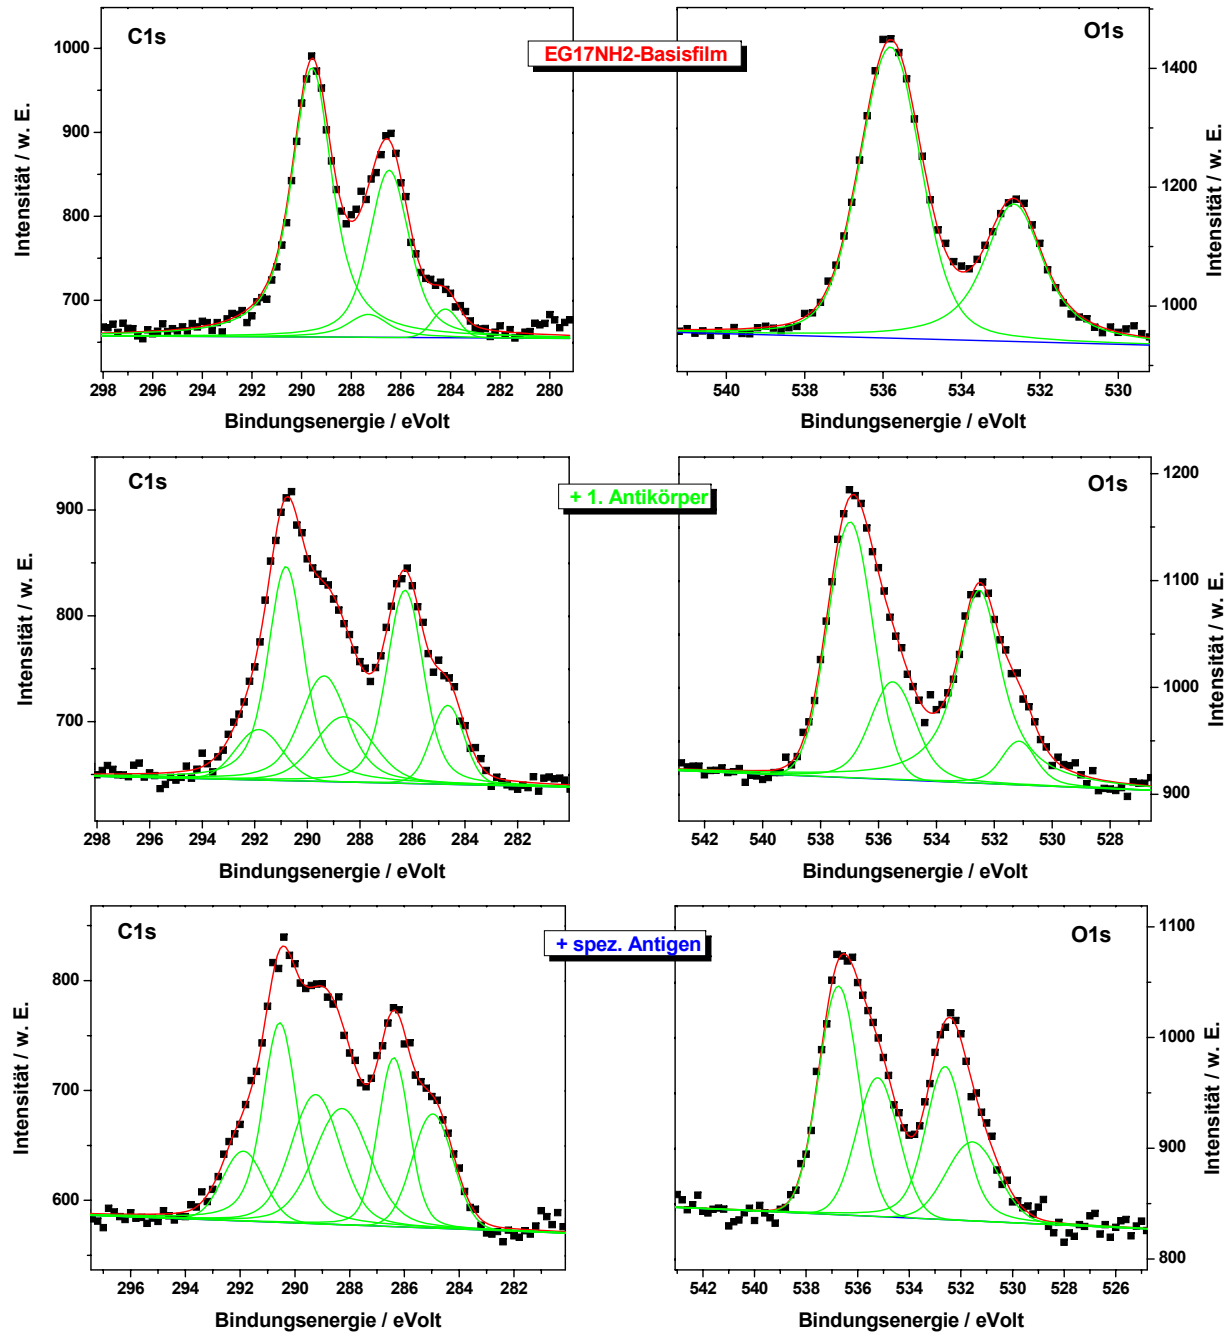 C1s
EG17NH2-Basisfilm
O1s
1000
900
800
700
Intensität / w. E.
298 296 294 292 290 288 286 284 282 280
Bindungsenergie / eVolt
1400
1200
1000
Intensität / w. E.
540 538 536 534 532 530
Bindungsenergie / eVolt
C1s
+ 1. Antikörper
O1s
900
800
700
Intensität / w. E.
298 296 294 292 290 288 286 284 282
Bindungsenergie / eVolt
1200
1100
1000
900
Intensität / w. E.
542 540 538 536 534 532 530 528
Bindungsenergie / eVolt
C1s
+ spez. Antigen
O1s
800
700
600
Intensität / w. E.
296 294 292 290 288 286 284 282
Bindungsenergie / eVolt
1100
1000
900
800
Intensität / w. E.
542 540 538 536 534 532 530 528 526
Bindungsenergie / eVolt